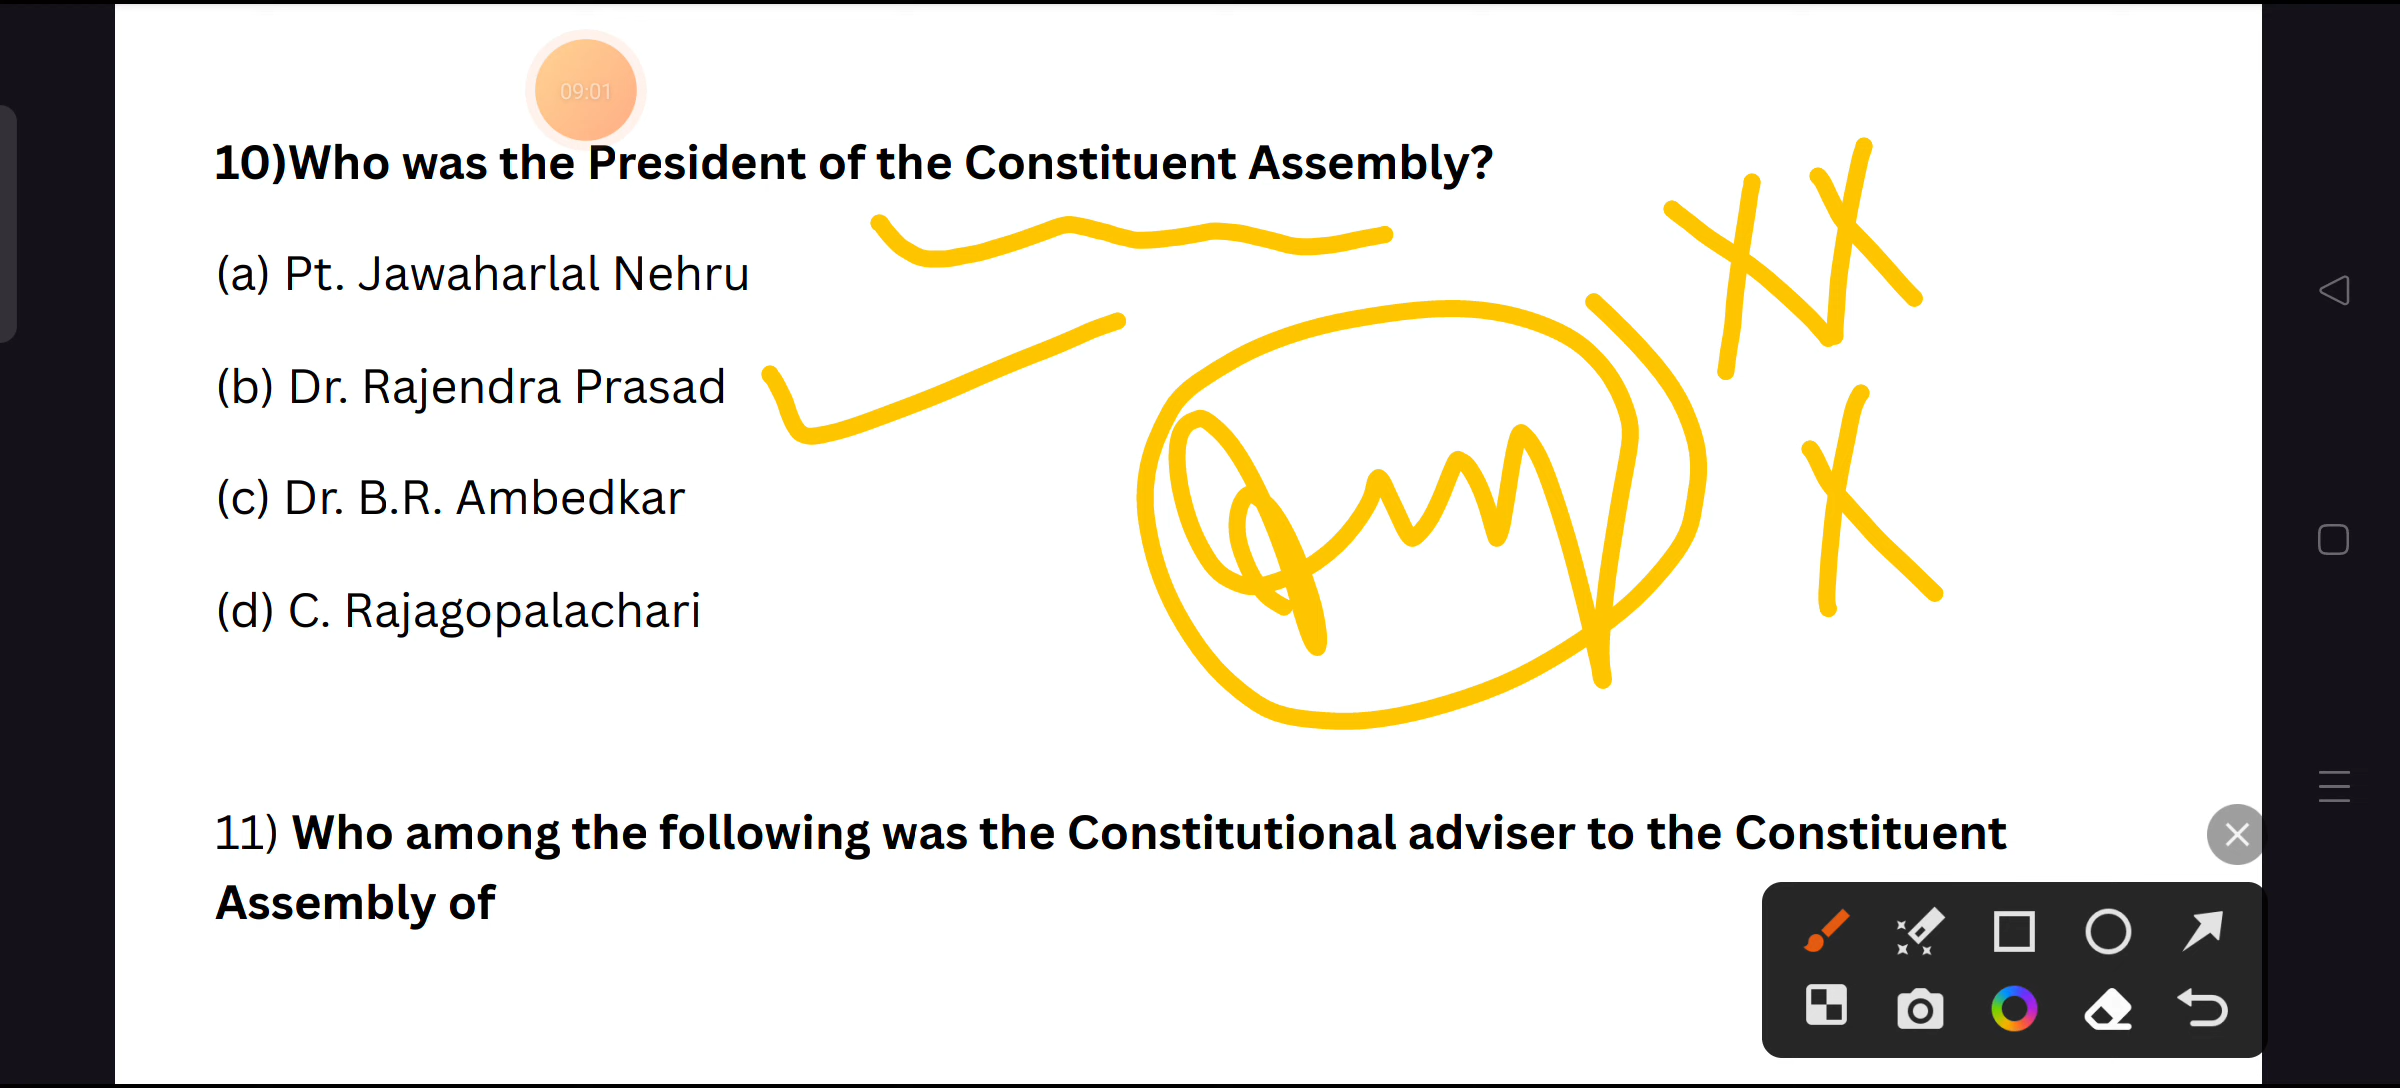 09:01
10)Who was the President of the Constituent Assembly?
(a) Pt. Jawaharlal Nehru
(b) Dr. Rajendra Prasad
(c) Dr. B.R. Ambedkar
(d) C. Rajagopalachari
11) Who among the following was the Constitutional adviser to the Constituent
Assembly of